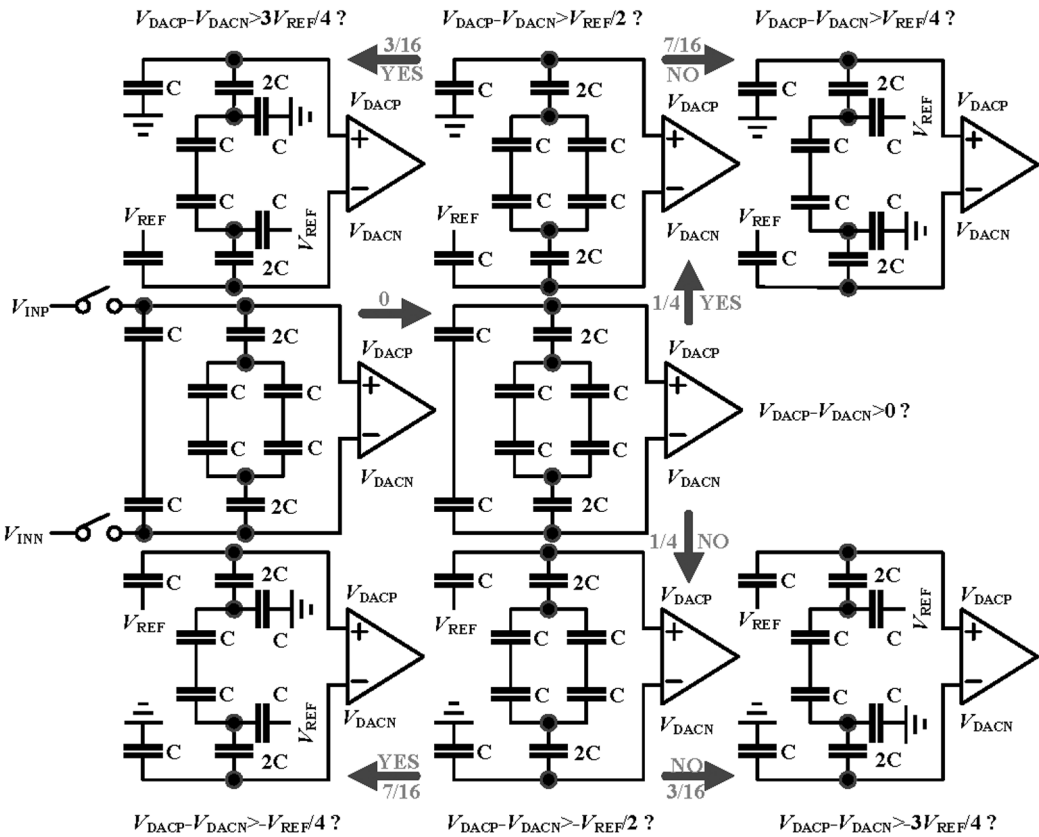 VDACP-VDACN>3VREF/4 ?
VDACP-VDACN>VREF/2 ?
VDACP-VDACN>VREF/4 ?
C
2C
VDACP
C
C
+
C
C
−
VREF
VREF
VDACN
2C
3/16
YES
C
2C
VDACP
C
C
+
C
C
−
VREF
VDACN
2C
7/16
NO
C
2C
VDACP
VREF
C
C
+
C
C
−
VREF
VDACN
2C
VINP
C
2C
VDACP
C
C
+
C
C
−
C
2C
VDACN
VINN
0
1/4
YES
C
2C
VDACP
C
C
+
C
C
−
C
2C
VDACN
VDACP-VDACN>0 ?
1/4
NO
C
2C
VDACP
VREF
C
C
+
C
C
−
VREF
VDACN
C
2C
YES
7/16
C
2C
VDACP
VREF
C
C
+
C
C
−
VDACN
C
2C
NO
3/16
C
2C
VDACP
VREF
VREF
C
C
+
C
C
−
VDACN
C
2C
VDACP-VDACN>-VREF/4 ?
VDACP-VDACN>-VREF/2 ?
VDACP-VDACN>-3VREF/4 ?